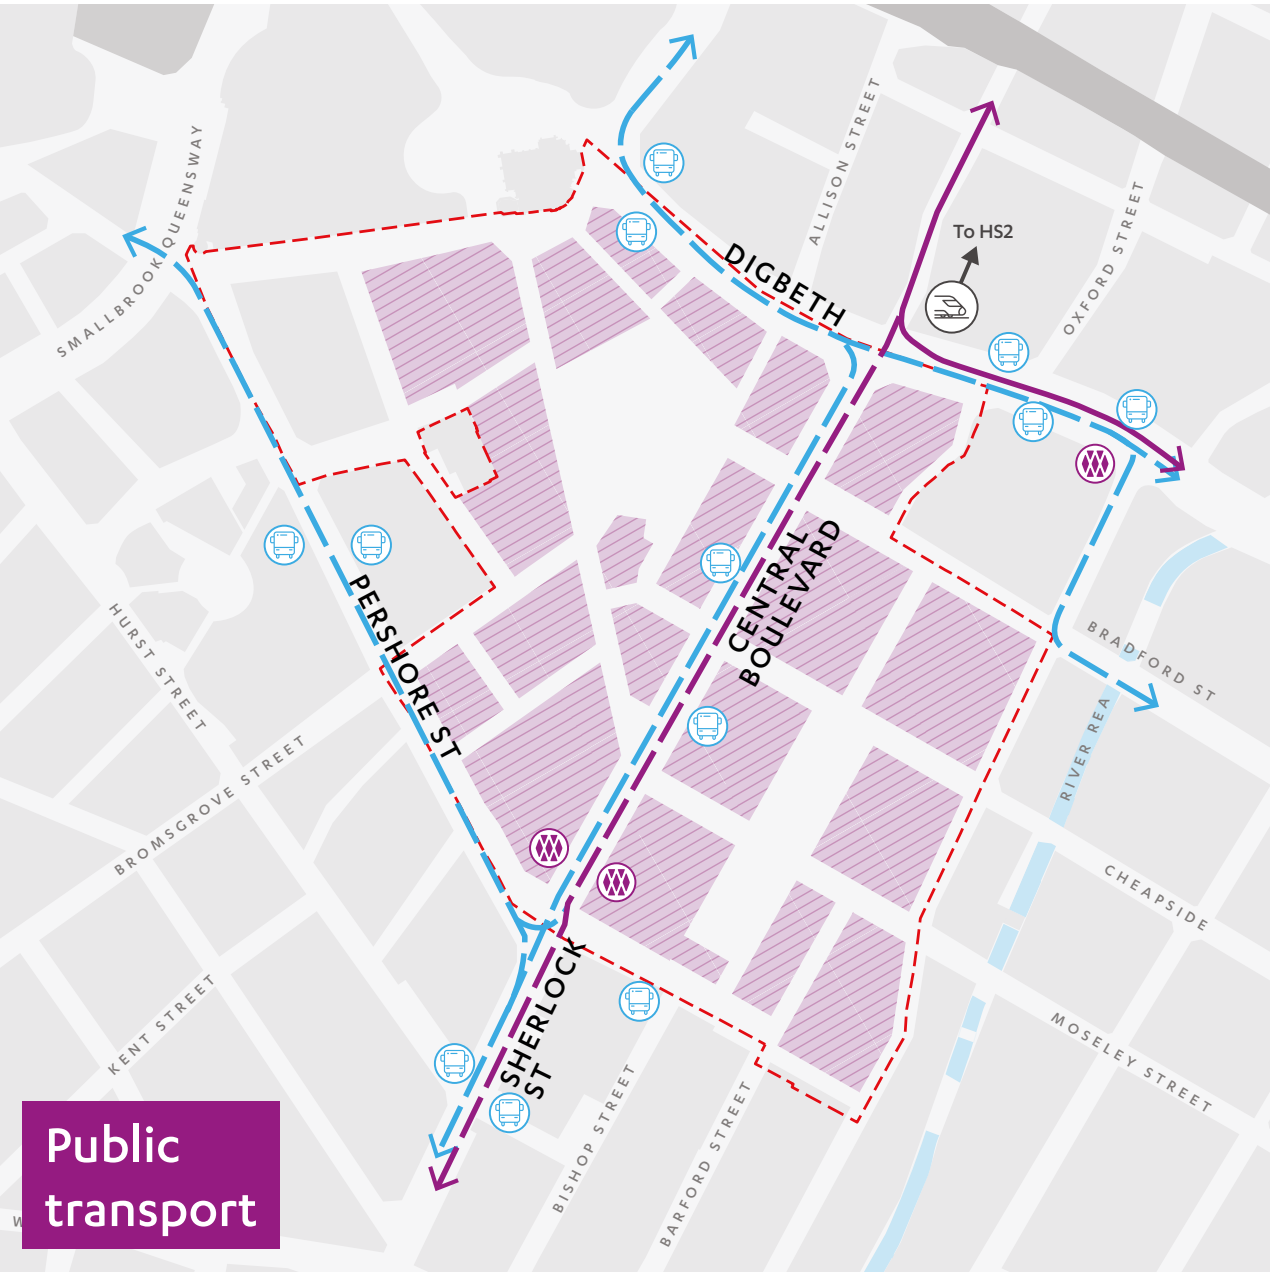 ALLISON STREET
SMALLBROOK QUEENSWAY
To HS2
OXFORD STREET
DIGBETH
CENTRAL
BOULEVARD
PERSHORE ST
HURST STREET
BRADFORD ST
RIVER REA
BROMSGROVE STREET
CHEAPSIDE
SHERLOCK
ST
KENT STREET
MOSELEY STREET
BISHOP STREET
BARFORD STREET
Public
transport